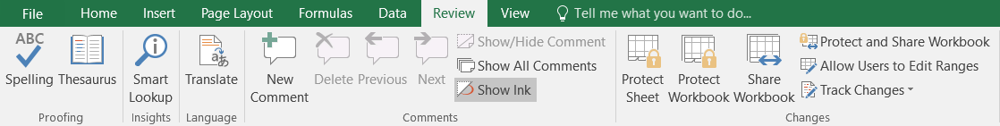 File Home Insert Page Layout Formulas Data Review View Tell me what you want to do...
ABC
Spelling
Thesaurus
Proofing
Smart
Lookup
Insights
Translate
Language
New
Comment
Delete
Previous
Next
Show/Hide Comment
Show All Comments
Show Ink
Comments
Protect
Sheet
Protect
Workbook
Share
Workbook
Protect and Share Workbook
Allow Users to Edit Ranges
Track Changes
Changes